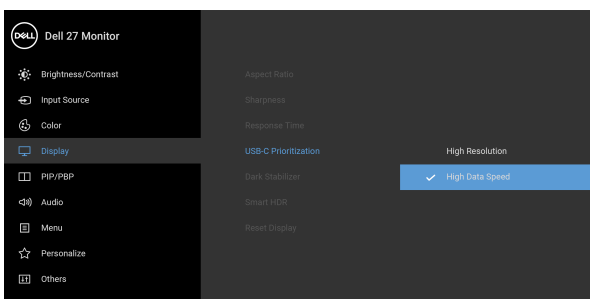 DELL Dell 27 Monitor
Brightness/Contrast
Input Source
Color
Display
PIP/PBP
Audio
Menu
Personalize
Others
Aspect Ratio
Sharpness
Response Time
USB-C Prioritization
Dark Stabilizer
Smart HDR
Reset Display
High Resolution
High Data Speed